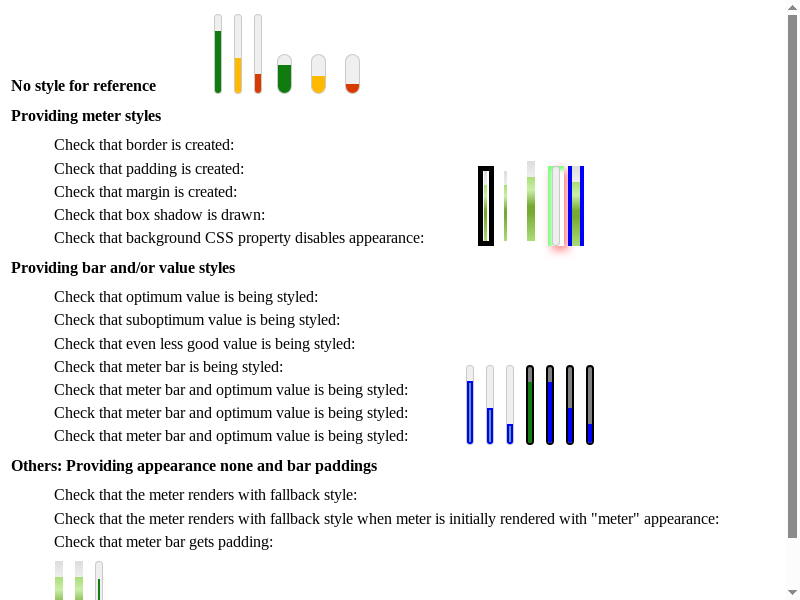 No style for reference
Providing meter styles
Check that border is created:
Check that padding is created:
Check that margin is created:
Check that box shadow is drawn:
Check that background CSS property disables appearance:
Providing bar and/or value styles
Check that optimum value is being styled:
Check that suboptimum value is being styled:
Check that even less good value is being styled:
Check that meter bar is being styled:
Check that meter bar and optimum value is being styled:
Check that meter bar and optimum value is being styled:
Check that meter bar and optimum value is being styled:
Others: Providing appearance none and bar paddings
Check that the meter renders with fallback style:
Check that the meter renders with fallback style when meter is initially rendered with "meter" appearance:
Check that meter bar gets padding: